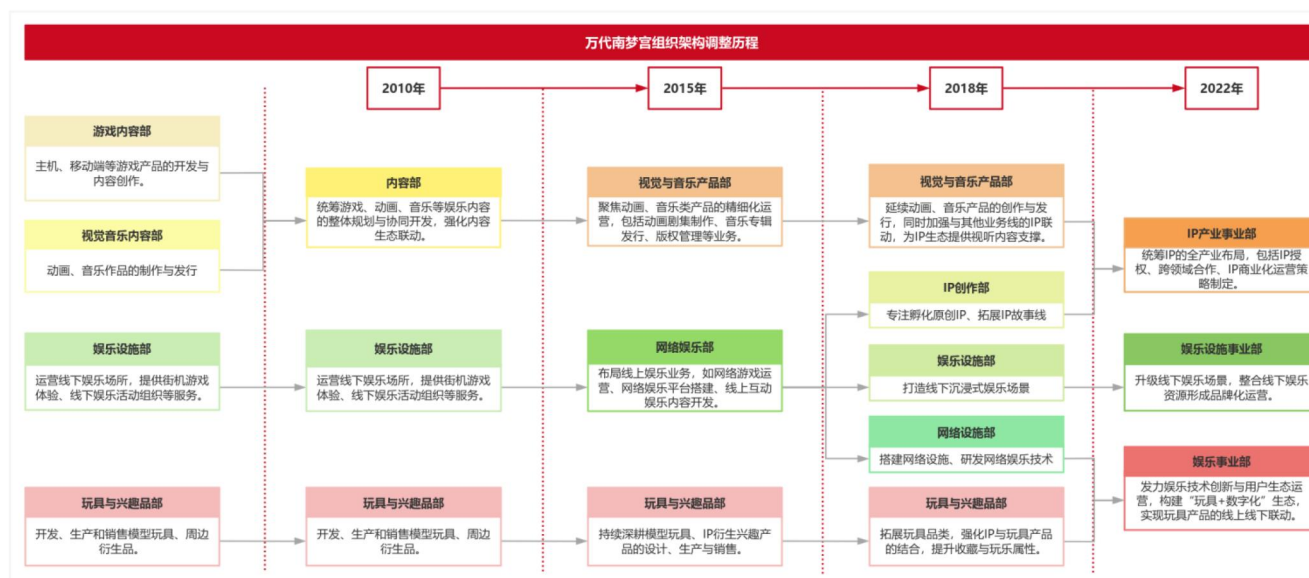 万代南梦宫组织架构调整历程
2010年
2015年
2018年
2022年
游戏内容部
主机、移动端等游戏产品的开发与
内容创作。
视觉音乐内容部
动画、音乐作品的制作与发行
娱乐设施部
运营线下娱乐场所，提供街机游戏
体验、线下娱乐活动组织等服务。
玩具与兴趣品部
开发、生产和销售模型玩具、周边
衍生品。
内容部
统筹游戏、动画、音乐等娱乐内容
的整体规划与协同开发，强化内容
生态联动。
娱乐设施部
运营线下娱乐场所，提供街机游戏
体验、线下娱乐活动组织等服务。
玩具与兴趣品部
开发、生产和销售模型玩具、周边
衍生品。
视觉与音乐产品部
聚焦动画、音乐类产品的精细化运
营，包括动画剧集制作、音乐专辑
发行、版权管理等业务。
网络娱乐部
布局线上娱乐业务，如网络游戏运
营、网络娱乐平台搭建、线上互动
娱乐内容开发。
玩具与兴趣品部
持续深耕模型玩具、IP衍生兴趣产
品的设计、生产与销售。
视觉与音乐产品部
延续动画、音乐产品的创作与发
行，同时加强与其他业务线的IP联
动，为IP生态提供视听内容支撑。
IP创作部
专注孵化原创IP、拓展IP故事线
娱乐设施部
打造线下沉浸式娱乐场景
网络设施部
搭建网络设施、研发网络娱乐技术
玩具与兴趣品部
拓展玩具品类，强化IP与玩具产品
的结合，提升收藏与玩乐属性。
IP产业事业部
统筹IP的全产业布局，包括IP授
权、跨领域合作、IP商业化运营策
略制定。
娱乐设施事业部
升级线下娱乐场景，整合线下娱乐
资源形成品牌化运营。
娱乐事业部
发力娱乐技术创新与用户生态运
营，构建“玩具+数字化”生态，
实现玩具产品的线上线下联动。